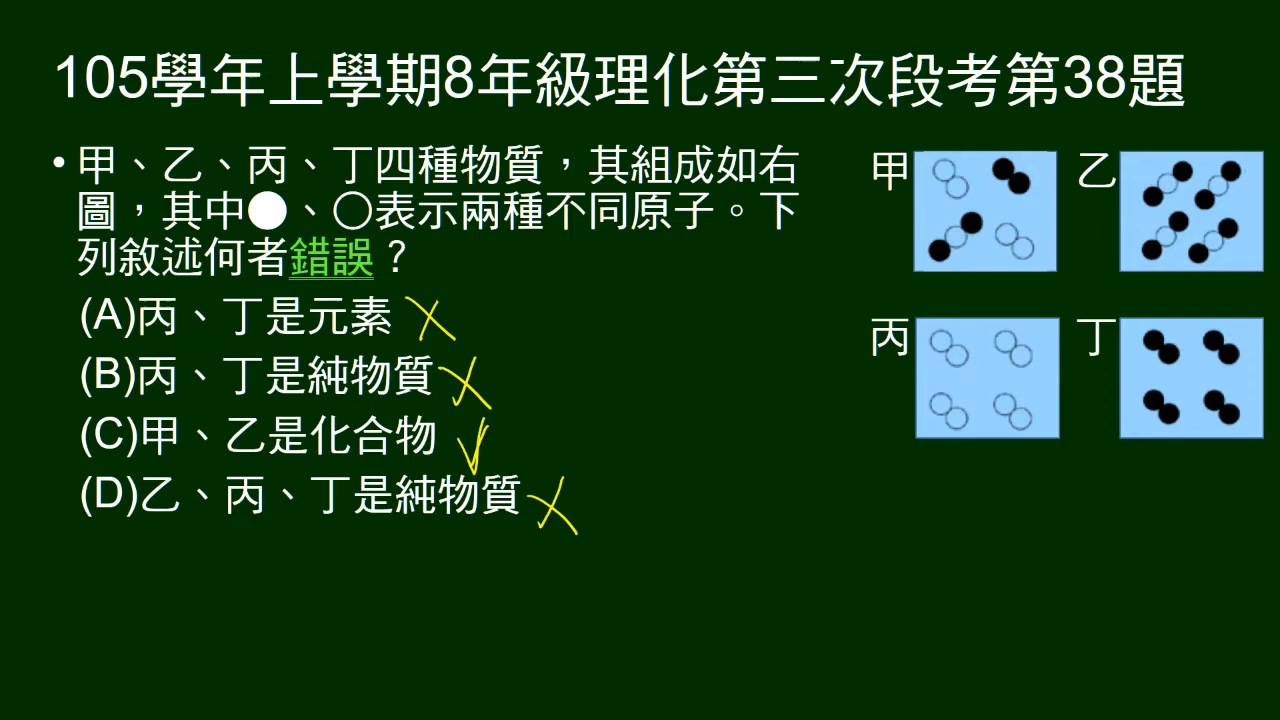 105學年上學期8年級理化第三次段考第38題
• 甲、乙、丙、丁四種物質，其組成如右
圖，其中●、○表示兩種不同原子。下
列敘述何者錯誤？
(A)丙、丁是元素
(B)丙、丁是純物質
(C)甲、乙是化合物
(D)乙、丙、丁是純物質
甲
乙
丙
丁